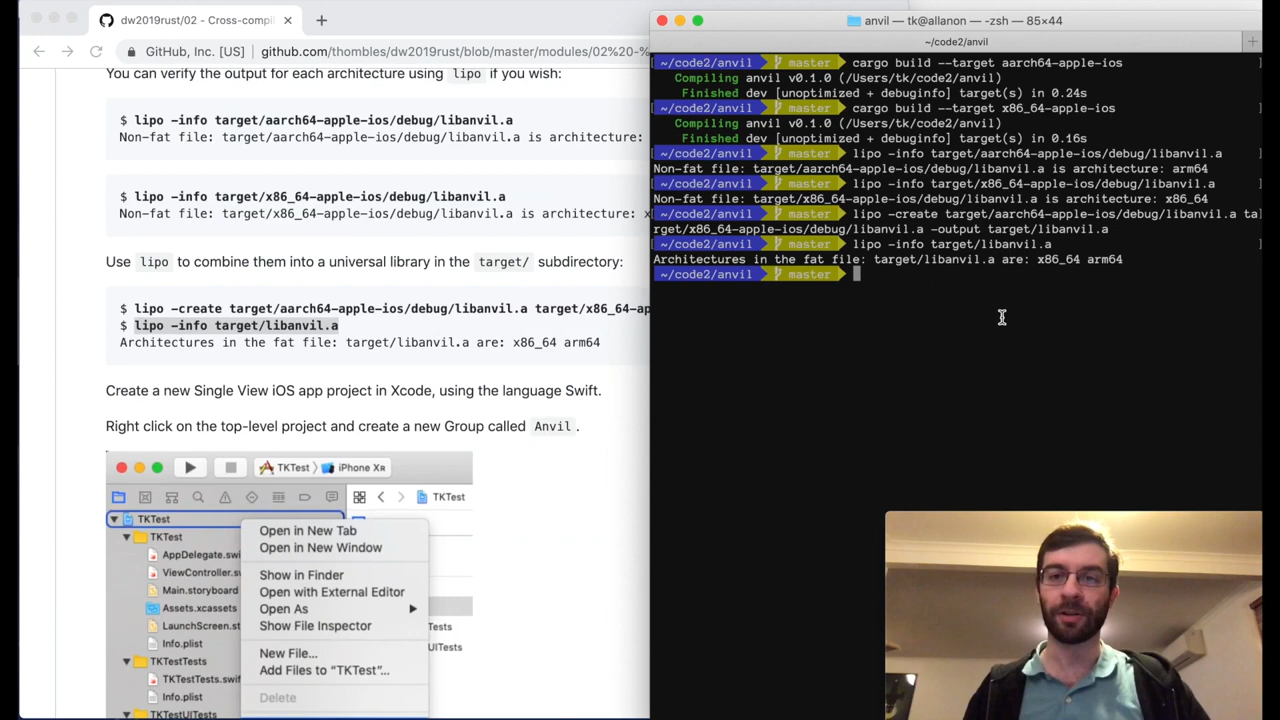 dw2019rust/02 - Cross-compil
GitHub, Inc. [US]
github.com/thombles/dw2019rust/blob/master/modules/02%20-%
You can verify the output for each architecture using lipo if you wish:
$ lipo -info target/aarch64-apple-ios/debug/libanvil.a
Non-fat file: target/aarch64-apple-ios/debug/libanvil.a is architecture:
$ lipo -info target/x86_64-apple-ios/debug/libanvil.a
Non-fat file: target/x86_64-apple-ios/debug/libanvil.a is architecture: x
Use lipo to combine them into a universal library in the target/ subdirectory:
$ lipo -create target/aarch64-apple-ios/debug/libanvil.a target/x86_64-ap
$ lipo -info target/libanvil.a
Architectures in the fat file: target/libanvil.a are: x86_64 arm64
Create a new Single View iOS app project in Xcode, using the language Swift.
Right click on the top-level project and create a new Group called Anvil.
TKTest
iPhone XR
TKTest
TKTest
TKTest
AppDelegate.swi
ViewController.sw
Main.storyboard
Assets.xcassets
LaunchScreen.st
Info.plist
TKTestTests
TKTestTests.swif
Info.plist
TKTestUITests
Open in New Tab
Open in New Window
Show in Finder
Open with External Editor
Open As
Show File Inspector
New File...
Add Files to “TKTest”...
Delete
Tests
UITests
anvil — tk@allanon — -zsh — 85×44
~/code2/anvil
~/code2/anvil master cargo build --target aarch64-apple-ios
Compiling anvil v0.1.0 (/Users/tk/code2/anvil)
Finished dev [unoptimized + debuginfo] target(s) in 0.24s
~/code2/anvil master cargo build --target x86_64-apple-ios
Compiling anvil v0.1.0 (/Users/tk/code2/anvil)
Finished dev [unoptimized + debuginfo] target(s) in 0.16s
~/code2/anvil master lipo -info target/aarch64-apple-ios/debug/libanvil.a
Non-fat file: target/aarch64-apple-ios/debug/libanvil.a is architecture: arm64
~/code2/anvil master lipo -info target/x86_64-apple-ios/debug/libanvil.a
Non-fat file: target/x86_64-apple-ios/debug/libanvil.a is architecture: x86_64
~/code2/anvil master lipo -create target/aarch64-apple-ios/debug/libanvil.a ta
rget/x86_64-apple-ios/debug/libanvil.a -output target/libanvil.a
~/code2/anvil master lipo -info target/libanvil.a
Architectures in the fat file: target/libanvil.a are: x86_64 arm64
~/code2/anvil master